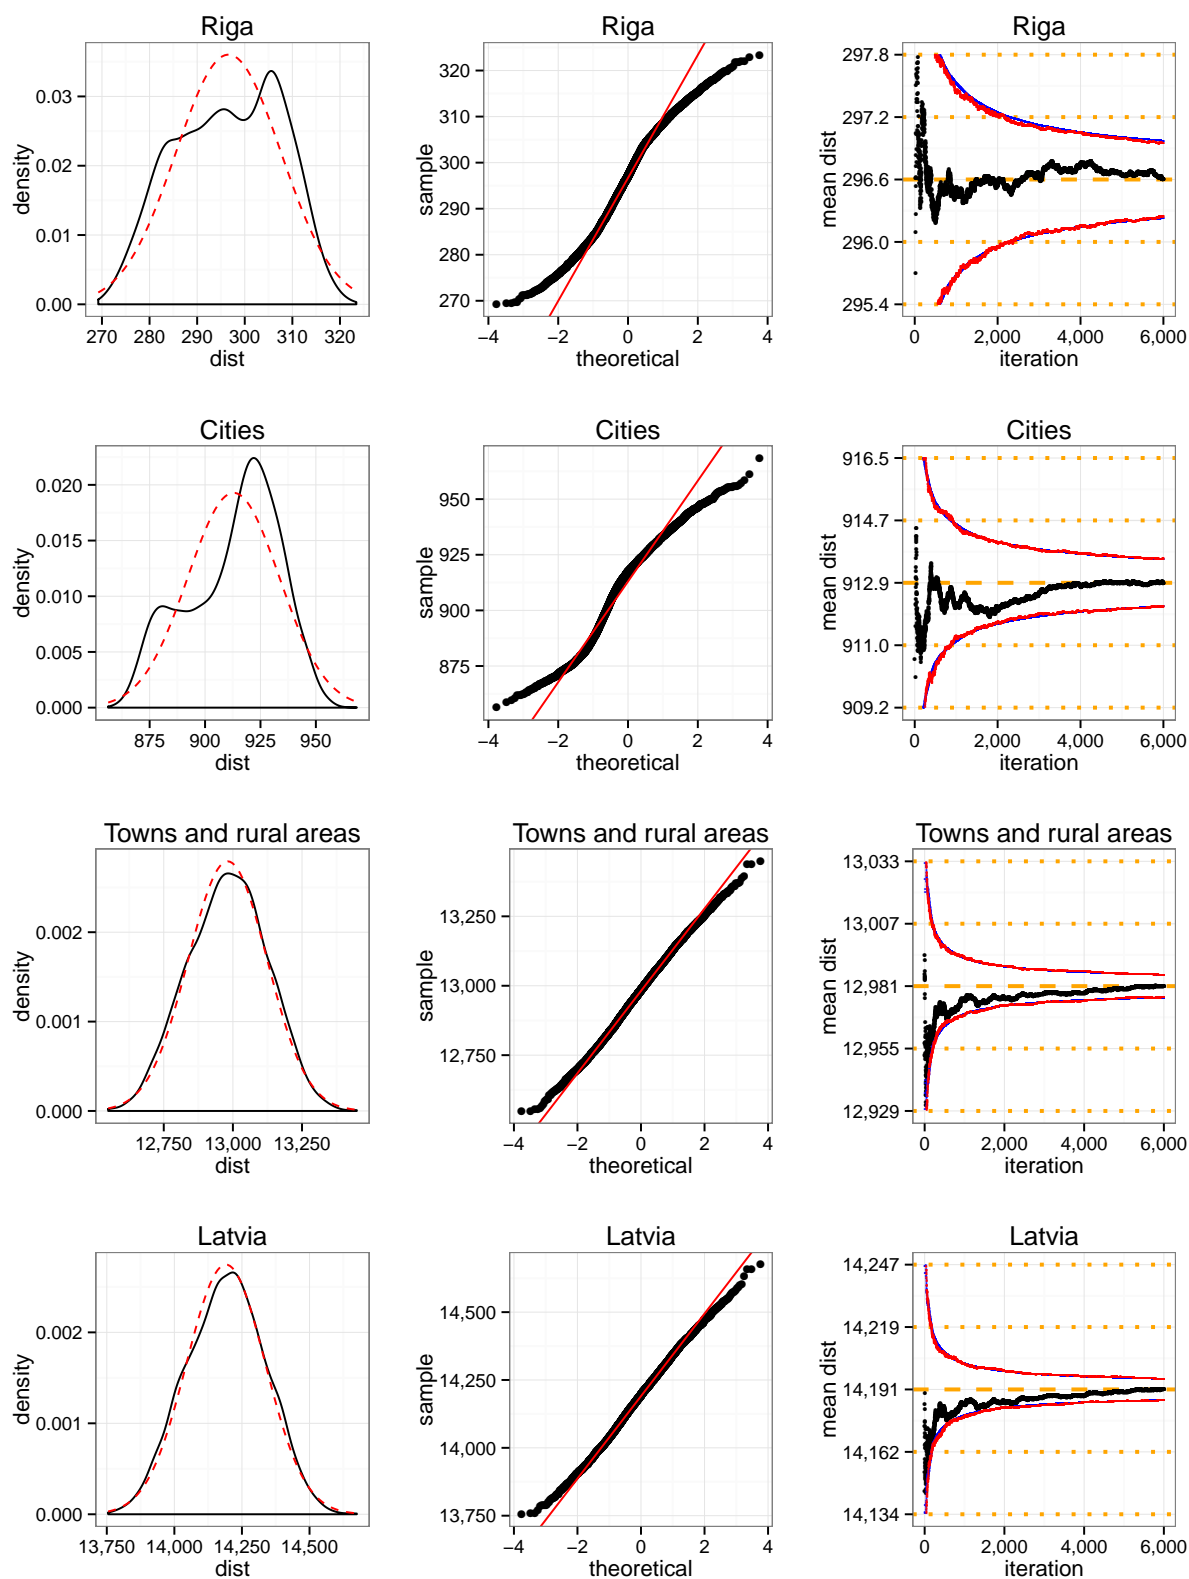 Riga
Riga
Riga
density
0.03
0.02
0.01
0.00
270 280 290 300 310 320
dist
sample
320
310
300
290
280
270
−4 −2 0 2 4
theoretical
mean dist
297.8
297.2
296.6
296.0
295.4
0 2,000 4,000 6,000
iteration
Cities
Cities
Cities
density
0.020
0.015
0.010
0.005
0.000
875 900 925 950
dist
sample
950
925
900
875
−4 −2 0 2 4
theoretical
mean dist
916.5
914.7
912.9
911.0
909.2
0 2,000 4,000 6,000
iteration
Towns and rural areas
Towns and rural areas
Towns and rural areas
density
0.002
0.001
0.000
12,750 13,000 13,250
dist
sample
13,250
13,000
12,750
−4 −2 0 2 4
theoretical
mean dist
13,033
13,007
12,981
12,955
12,929
0 2,000 4,000 6,000
iteration
Latvia
Latvia
Latvia
density
0.002
0.001
0.000
13,750 14,000 14,250 14,500
dist
sample
14,500
14,250
14,000
13,750
−4 −2 0 2 4
theoretical
mean dist
14,247
14,219
14,191
14,162
14,134
0 2,000 4,000 6,000
iteration